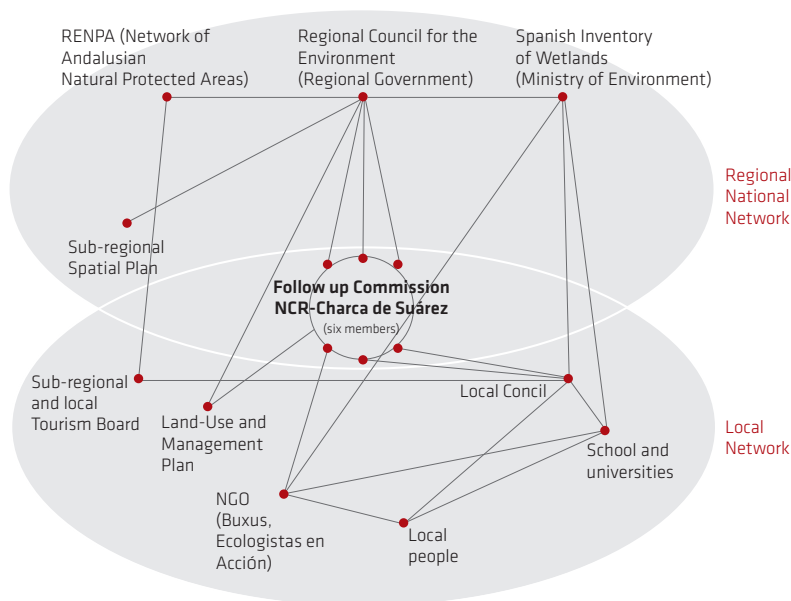 RENPA (Network of
Andalusian
Natural Protected Areas)
Regional Council for the
Environment
(Regional Government)
Spanish Inventory
of Wetlands
(Ministry of Environment)
Regional
National
Network
Sub-regional
Spatial Plan
Follow up Commission
NCR-Charca de Suárez
(six members)
Sub-regional
and local
Tourism Board
Land-Use and
Management
Plan
Local Concil
School and
universities
Local
Network
NGO
(Buxus,
Ecologistas en
Acción)
Local
people